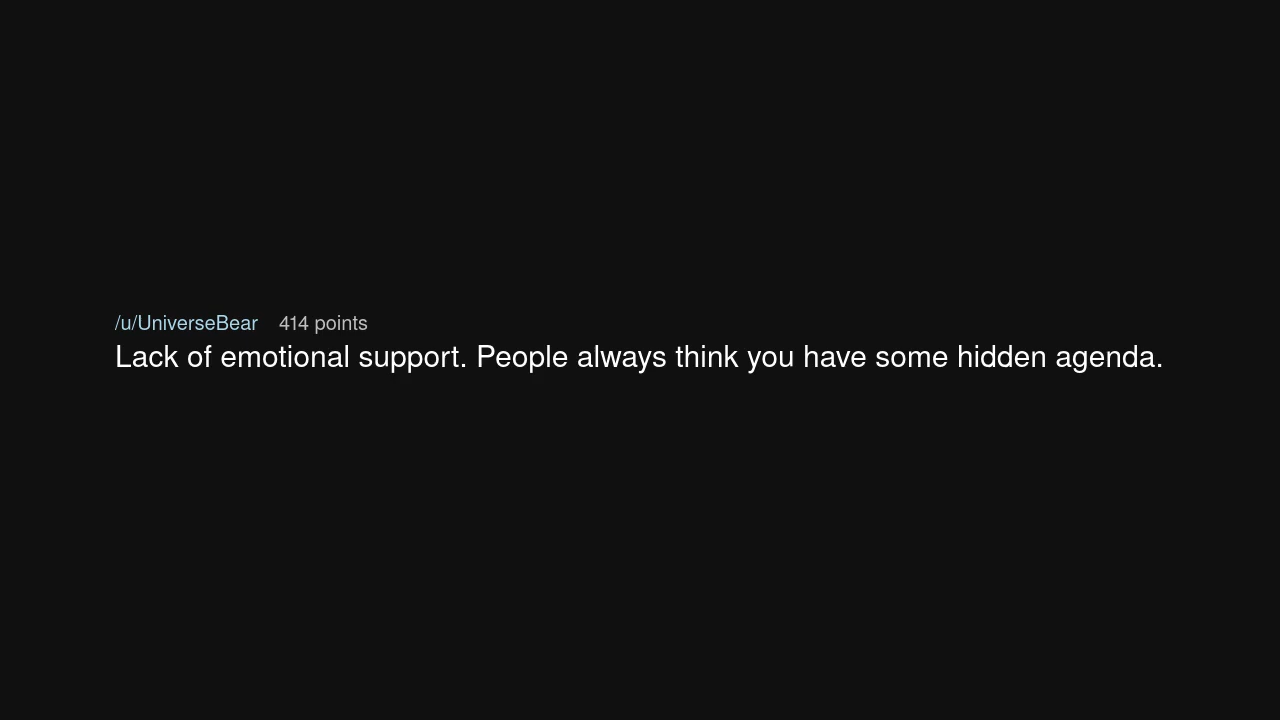 /u/UniverseBear 414 points
Lack of emotional support. People always think you have some hidden agenda.